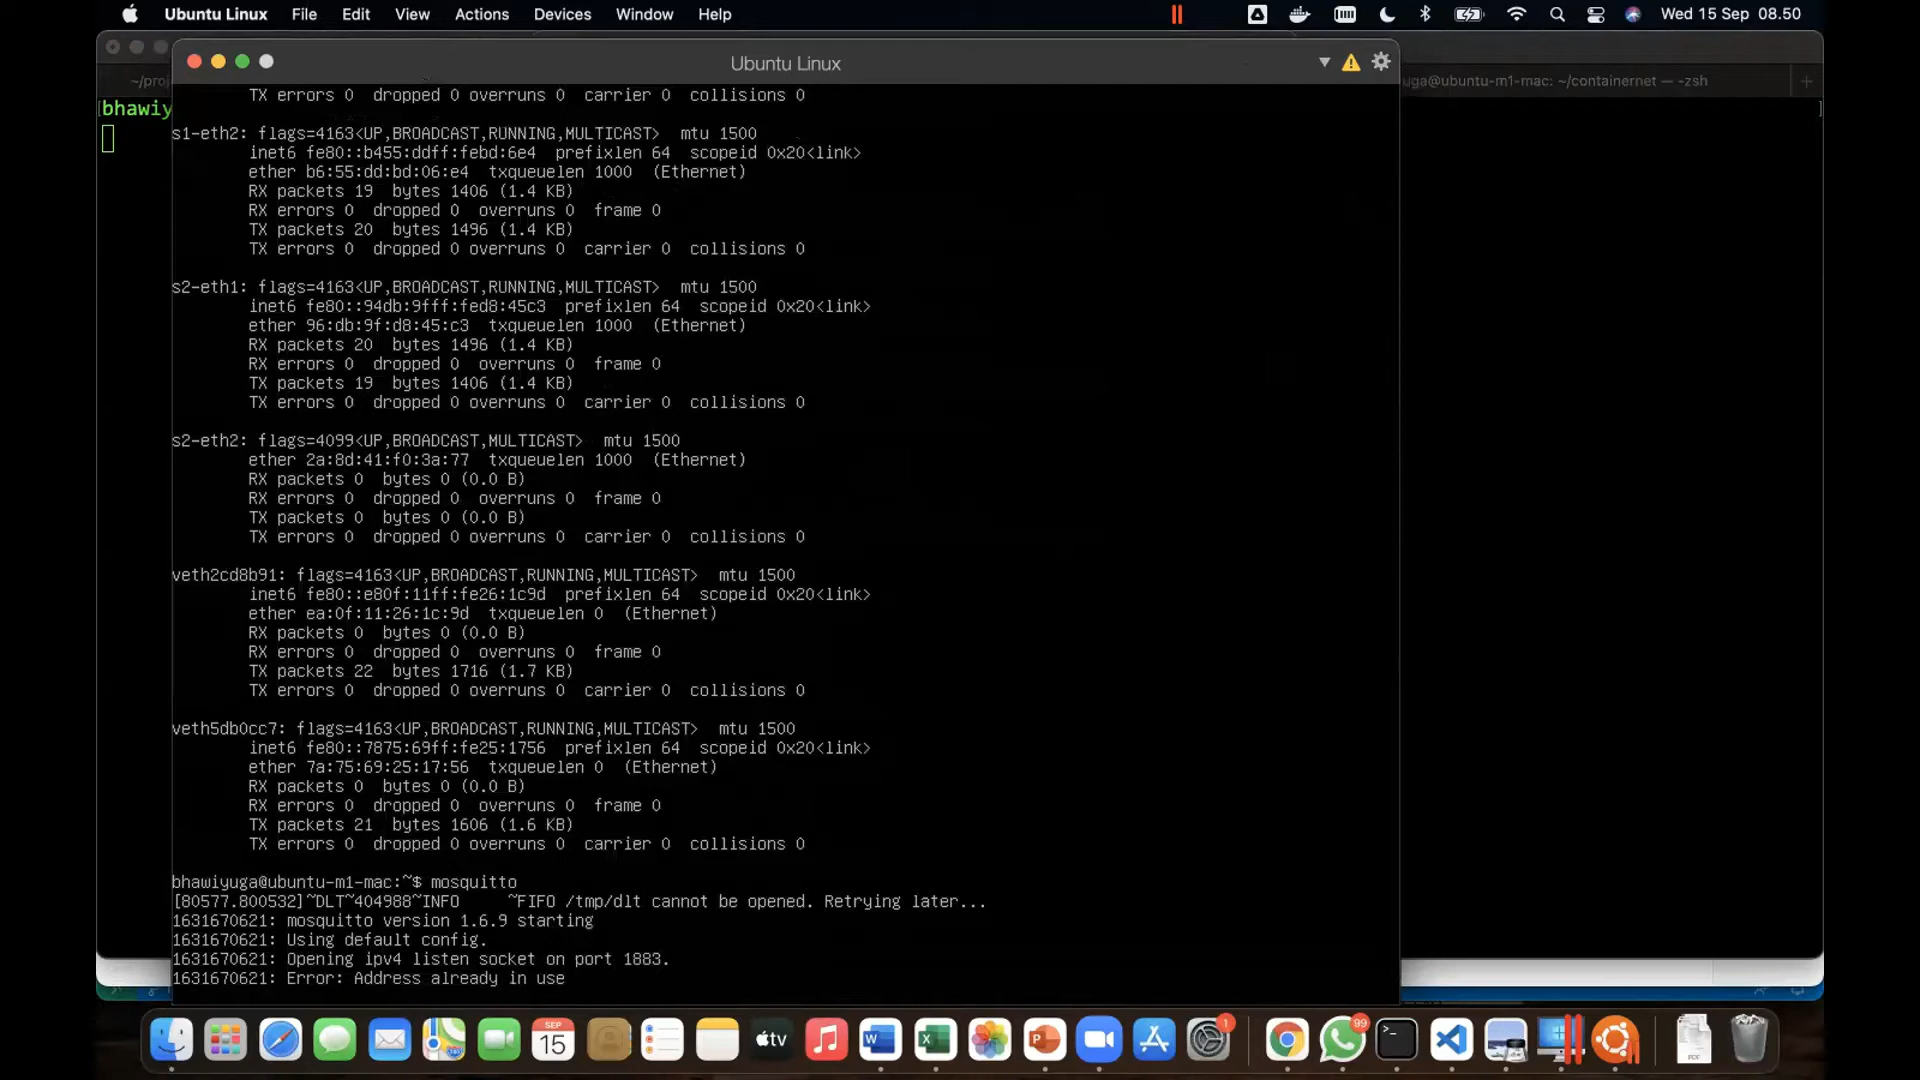 Ubuntu Linux File Edit View Actions Devices Window Help Wed 15 Sep 08.50
Ubuntu Linux
~/proj
uga@ubuntu-m1-mac: ~/containernet — -zsh
bhawiy
TX errors 0  dropped 0 overruns 0  carrier 0  collisions 0
s1-eth2: flags=4163<UP,BROADCAST,RUNNING,MULTICAST>  mtu 1500
inet6 fe80::b455:ddff:febd:6e4  prefixlen 64  scopeid 0x20<link>
ether b6:55:dd:bd:06:e4  txqueuelen 1000  (Ethernet)
RX packets 19  bytes 1406 (1.4 KB)
RX errors 0  dropped 0  overruns 0  frame 0
TX packets 20  bytes 1496 (1.4 KB)
TX errors 0  dropped 0 overruns 0  carrier 0  collisions 0
s2-eth1: flags=4163<UP,BROADCAST,RUNNING,MULTICAST>  mtu 1500
inet6 fe80::94db:9fff:fed8:45c3  prefixlen 64  scopeid 0x20<link>
ether 96:db:9f:d8:45:c3  txqueuelen 1000  (Ethernet)
RX packets 20  bytes 1496 (1.4 KB)
RX errors 0  dropped 0  overruns 0  frame 0
TX packets 19  bytes 1406 (1.4 KB)
TX errors 0  dropped 0 overruns 0  carrier 0  collisions 0
s2-eth2: flags=4099<UP,BROADCAST,MULTICAST>  mtu 1500
ether 2a:8d:41:f0:3a:77  txqueuelen 1000  (Ethernet)
RX packets 0  bytes 0 (0.0 B)
RX errors 0  dropped 0  overruns 0  frame 0
TX packets 0  bytes 0 (0.0 B)
TX errors 0  dropped 0 overruns 0  carrier 0  collisions 0
veth2cd8b91: flags=4163<UP,BROADCAST,RUNNING,MULTICAST>  mtu 1500
inet6 fe80::e80f:11ff:fe26:1c9d  prefixlen 64  scopeid 0x20<link>
ether ea:0f:11:26:1c:9d  txqueuelen 0  (Ethernet)
RX packets 0  bytes 0 (0.0 B)
RX errors 0  dropped 0  overruns 0  frame 0
TX packets 22  bytes 1716 (1.7 KB)
TX errors 0  dropped 0 overruns 0  carrier 0  collisions 0
veth5db0cc7: flags=4163<UP,BROADCAST,RUNNING,MULTICAST>  mtu 1500
inet6 fe80::7875:69ff:fe25:1756  prefixlen 64  scopeid 0x20<link>
ether 7a:75:69:25:17:56  txqueuelen 0  (Ethernet)
RX packets 0  bytes 0 (0.0 B)
RX errors 0  dropped 0  overruns 0  frame 0
TX packets 21  bytes 1606 (1.6 KB)
TX errors 0  dropped 0 overruns 0  carrier 0  collisions 0
bhawiyuga@ubuntu-m1-mac:~$ mosquitto
[80577.800532]~DLT~404988~INFO     ~FIFO /tmp/dlt cannot be opened. Retrying later...
1631670621: mosquitto version 1.6.9 starting
1631670621: Using default config.
1631670621: Opening ipv4 listen socket on port 1883.
1631670621: Error: Address already in use
SEP
15
tv
W
X
P
1
99
PDF